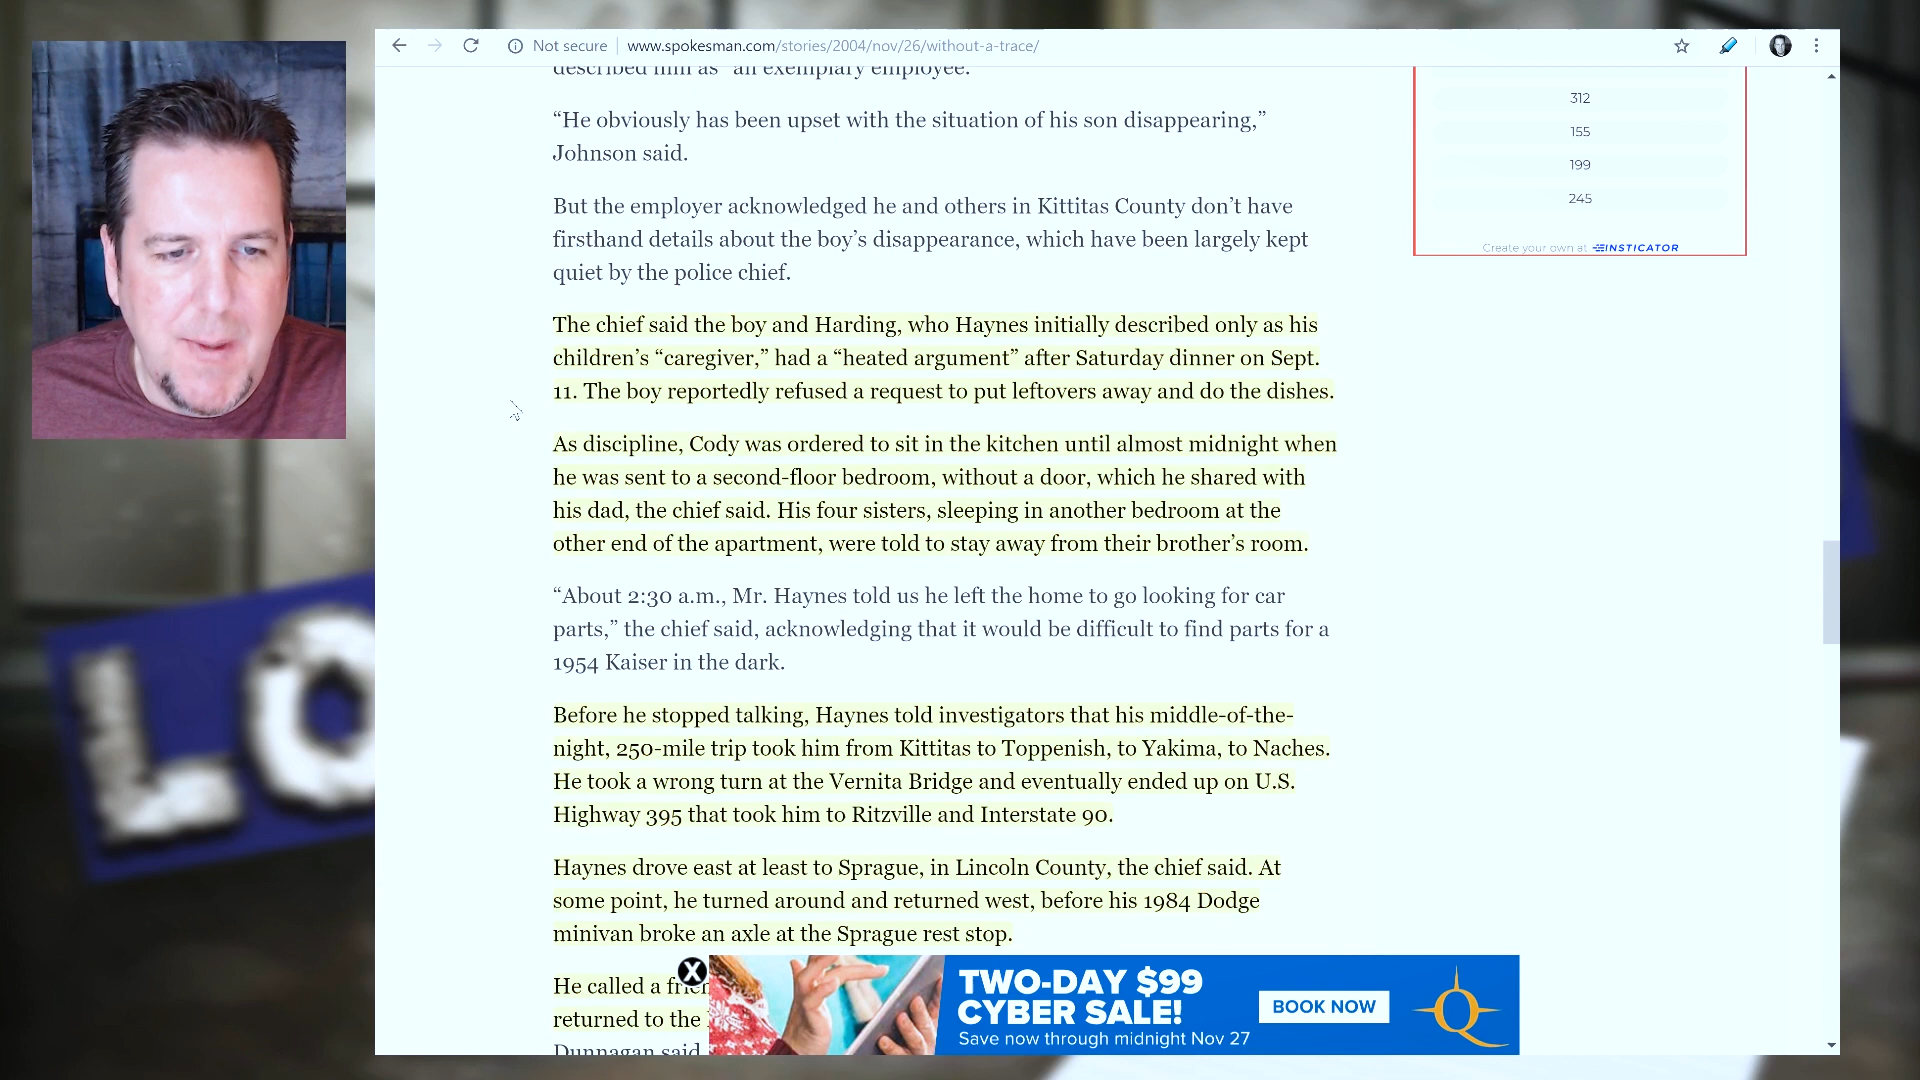 Not secure
www.spokesman.com/stories/2004/nov/26/without-a-trace/
described him as “an exemplary employee.
“He obviously has been upset with the situation of his son disappearing,”
Johnson said.
But the employer acknowledged he and others in Kittitas County don’t have
firsthand details about the boy’s disappearance, which have been largely kept
quiet by the police chief.
The chief said the boy and Harding, who Haynes initially described only as his
children’s “caregiver,” had a “heated argument” after Saturday dinner on Sept.
11. The boy reportedly refused a request to put leftovers away and do the dishes.
As discipline, Cody was ordered to sit in the kitchen until almost midnight when
he was sent to a second-floor bedroom, without a door, which he shared with
his dad, the chief said. His four sisters, sleeping in another bedroom at the
other end of the apartment, were told to stay away from their brother’s room.
“About 2:30 a.m., Mr. Haynes told us he left the home to go looking for car
parts,” the chief said, acknowledging that it would be difficult to find parts for a
1954 Kaiser in the dark.
Before he stopped talking, Haynes told investigators that his middle-of-the-
night, 250-mile trip took him from Kittitas to Toppenish, to Yakima, to Naches.
He took a wrong turn at the Vernita Bridge and eventually ended up on U.S.
Highway 395 that took him to Ritzville and Interstate 90.
Haynes drove east at least to Sprague, in Lincoln County, the chief said. At
some point, he turned around and returned west, before his 1984 Dodge
minivan broke an axle at the Sprague rest stop.
He called a frien
returned to the
Dunnagan said
312
155
199
245
Create your own at INSTICATOR
X
TWO-DAY $99
CYBER SALE!
Save now through midnight Nov 27
BOOK NOW
LO